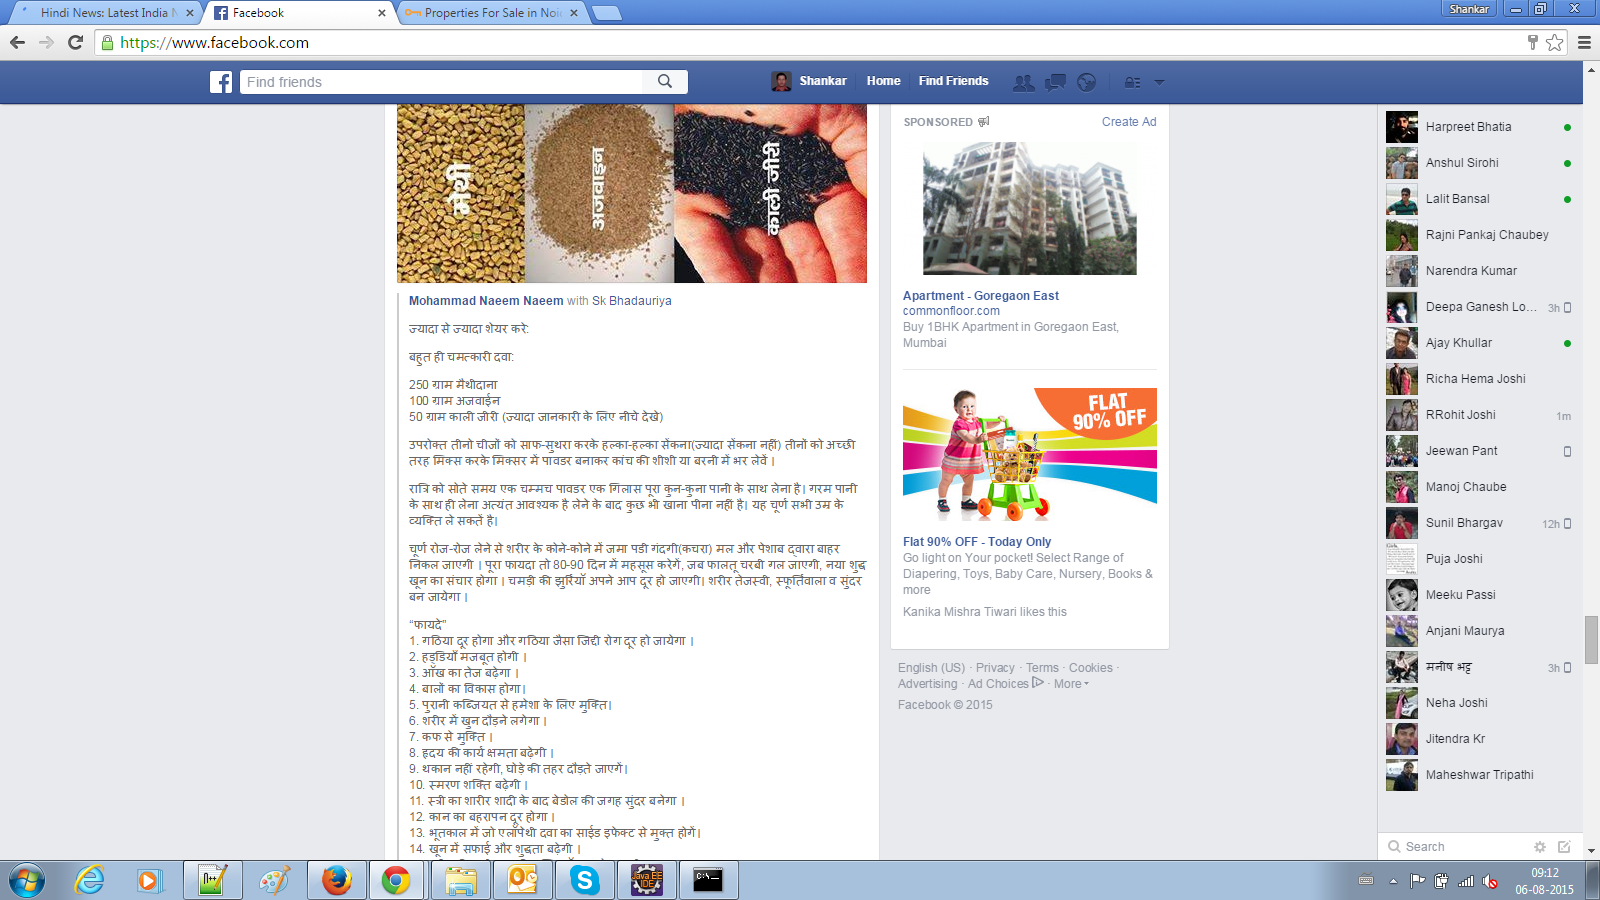 Hindi News: Latest India N
Facebook
Properties For Sale in Noid
Shankar
https://www.facebook.com
Find friends
Shankar
Home
Find Friends
मेथी
अजवाइन
काली जीरी
Mohammad Naeem Naeem with Sk Bhadauriya
ज्यादा से ज्यादा शेयर करे:
बहुत ही चमत्कारी दवा:
250 ग्राम मैथीदाना
100 ग्राम अजवाईन
50 ग्राम काली जीरी (ज्यादा जानकारी के लिए नीचे देखे)
उपरोक्त तीनो चीजों को साफ-सुथरा करके हल्का-हल्का सेंकना(ज्यादा सेंकना नहीं) तीनों को अच्छी
तरह मिक्स करके मिक्सर में पावडर बनाकर कांच की शीशी या बरनी में भर लेवें ।
रात्रि को सोते समय एक चम्मच पावडर एक गिलास पूरा कुन-कुना पानी के साथ लेना है। गरम पानी
के साथ ही लेना अत्यंत आवश्यक है लेने के बाद कुछ भी खाना पीना नहीं है। यह चूर्ण सभी उम्र के
व्यक्ति ले सकतें है।
चूर्ण रोज-रोज लेने से शरीर के कोने-कोने में जमा पडी गंदगी(कचरा) मल और पेशाब द्वारा बाहर
निकल जाएगी । पूरा फायदा तो 80-90 दिन में महसूस करेगें, जब फालतू चरबी गल जाएगी, नया शुद्ध
खून का संचार होगा । चमड़ी की झुर्रियाँ अपने आप दूर हो जाएगी। शरीर तेजस्वी, स्फूर्तिवाला व सुंदर
बन जायेगा ।
“फायदे”
1. गठिया दूर होगा और गठिया जैसा जिद्दी रोग दूर हो जायेगा ।
2. हड्डियाँ मजबूत होगी ।
3. आँख का तेज बढ़ेगा ।
4. बालों का विकास होगा।
5. पुरानी कब्जियत से हमेशा के लिए मुक्ति।
6. शरीर में खुन दौड़ने लगेगा ।
7. कफ से मुक्ति ।
8. हृदय की कार्य क्षमता बढ़ेगी ।
9. थकान नहीं रहेगी, घोड़े की तहर दौड़ते जाएगें।
10. स्मरण शक्ति बढ़ेगी ।
11. स्त्री का शारीर शादी के बाद बेडोल की जगह सुंदर बनेगा ।
12. कान का बहरापन दूर होगा ।
13. भूतकाल में जो एलाॅपेथी दवा का साईड इफेक्ट से मुक्त होगें।
14. खून में सफाई और शुद्धता बढ़ेगी ।
SPONSORED
Create Ad
Apartment - Goregaon East
commonfloor.com
Buy 1BHK Apartment in Goregaon East,
Mumbai
FLAT
90% OFF
Flat 90% OFF - Today Only
Go light on Your pocket! Select Range of
Diapering, Toys, Baby Care, Nursery, Books &
more
Kanika Mishra Tiwari likes this
English (US) · Privacy · Terms · Cookies ·
Advertising · Ad Choices · More
Facebook © 2015
Harpreet Bhatia
Anshul Sirohi
Lalit Bansal
Rajni Pankaj Chaubey
Narendra Kumar
Deepa Ganesh Lo... 3h
Ajay Khullar
Richa Hema Joshi
RRohit Joshi 1m
Jeewan Pant
Manoj Chaube
Sunil Bhargav 12h
Puja Joshi
Meeku Passi
Anjani Maurya
मनीष भट्ट 3h
Neha Joshi
Jitendra Kr
Maheshwar Tripathi
Search
Java EE
IDE
C:\
09:12
06-08-2015